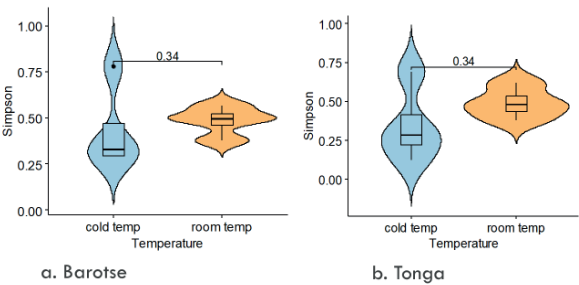 1.00
0.75
0.50
0.25
0.00
Simpson
0.34
cold temp room temp
Temperature
a. Barotse
1.00
0.75
0.50
0.25
0.00
Simpson
0.34
cold temp room temp
Temperature
b. Tonga